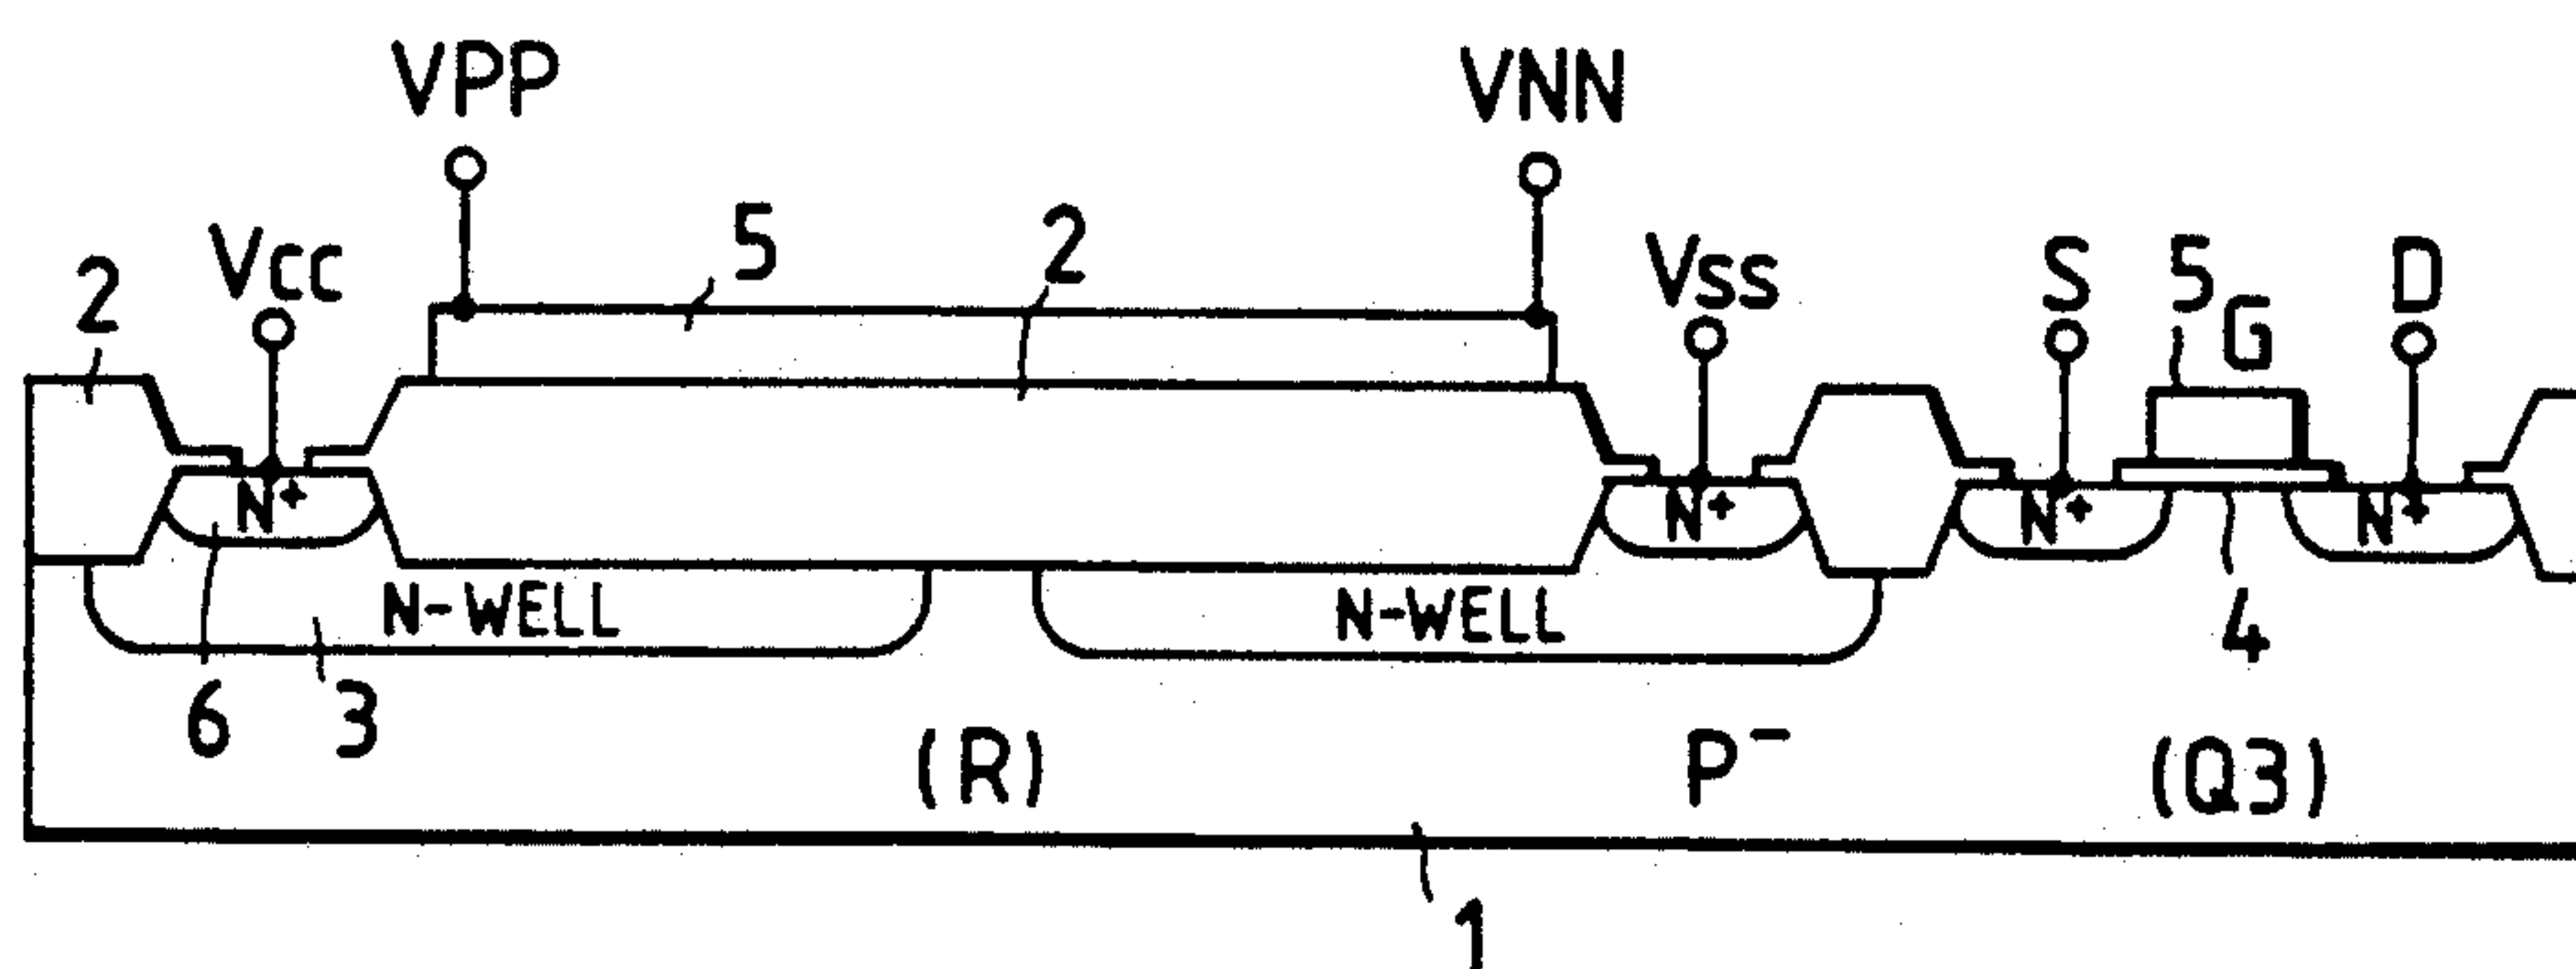 VPP VNN
2 VCC 5 2 VSS S 5 G D
N+ N+ N+ N+
N-WELL N-WELL 4
6 3 (R) P- (Q3)
1